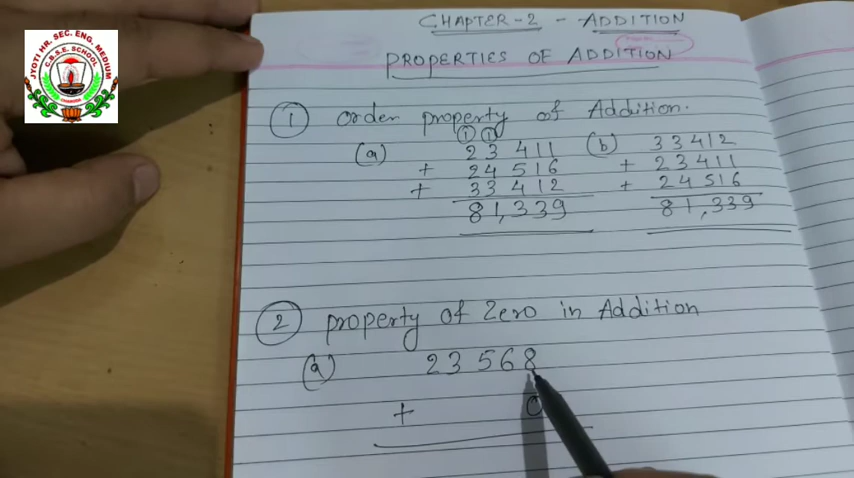 JYOTI HR. SEC. ENG. MEDIUM
C.B.S.E. SCHOOL
CHAPTER-2 - ADDITION
PROPERTIES OF ADDITION
① Order property of Addition.
① ①
(a) 23 411 (b) 33412
+ 24 516 + 23411
+ 33 412 + 24516
81,339 81,339
② property of Zero in Addition
(a) 23 568
+ 0